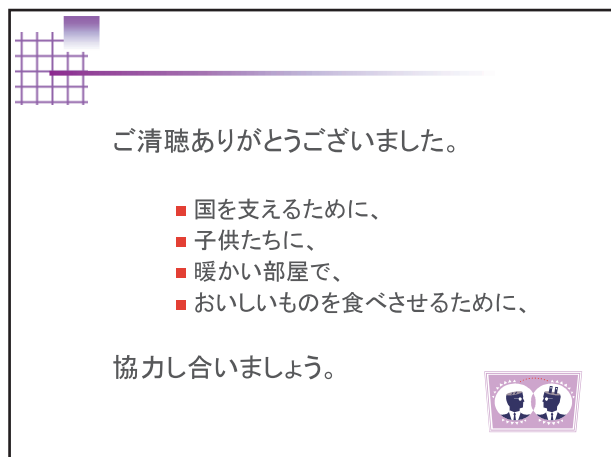 ご清聴ありがとうございました。
■ 国を支えるために、
■ 子供たちに、
■ 暖かい部屋で、
■ おいしいものを食べさせるために、
協力し合いましょう。